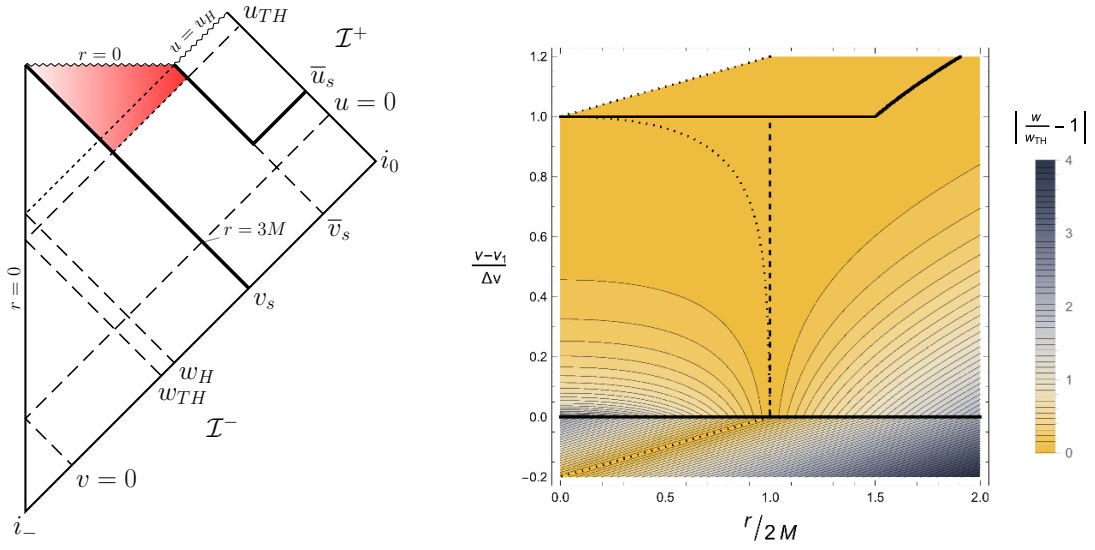 u_{TH}
\mathcal{I}^+
u = u_H
r = 0
\overline{u}_s
u = 0
i_0
\overline{v}_s
r = 3M
r = 0
v_s
w_H
w_{TH}
\mathcal{I}^-
v = 0
i_-
1.2
1.0
0.8
0.6
0.4
0.2
0.0
-0.2
\frac{v-v_1}{\Delta v}
0.0 0.5 1.0 1.5 2.0
r/2M
\left|\frac{w}{w_{TH}}-1\right|
4
3
2
1
0